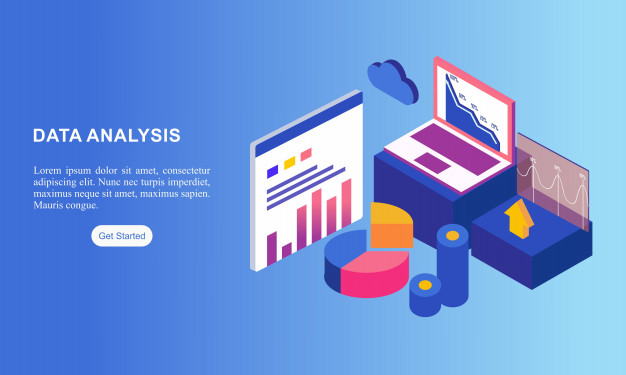 DATA ANALYSIS
Lorem ipsum dolor sit amet, consectetur
adipiscing elit. Nunc nec turpis imperdiet,
maximus neque sit amet, maximus sapien.
Mauris congue.
Get Started